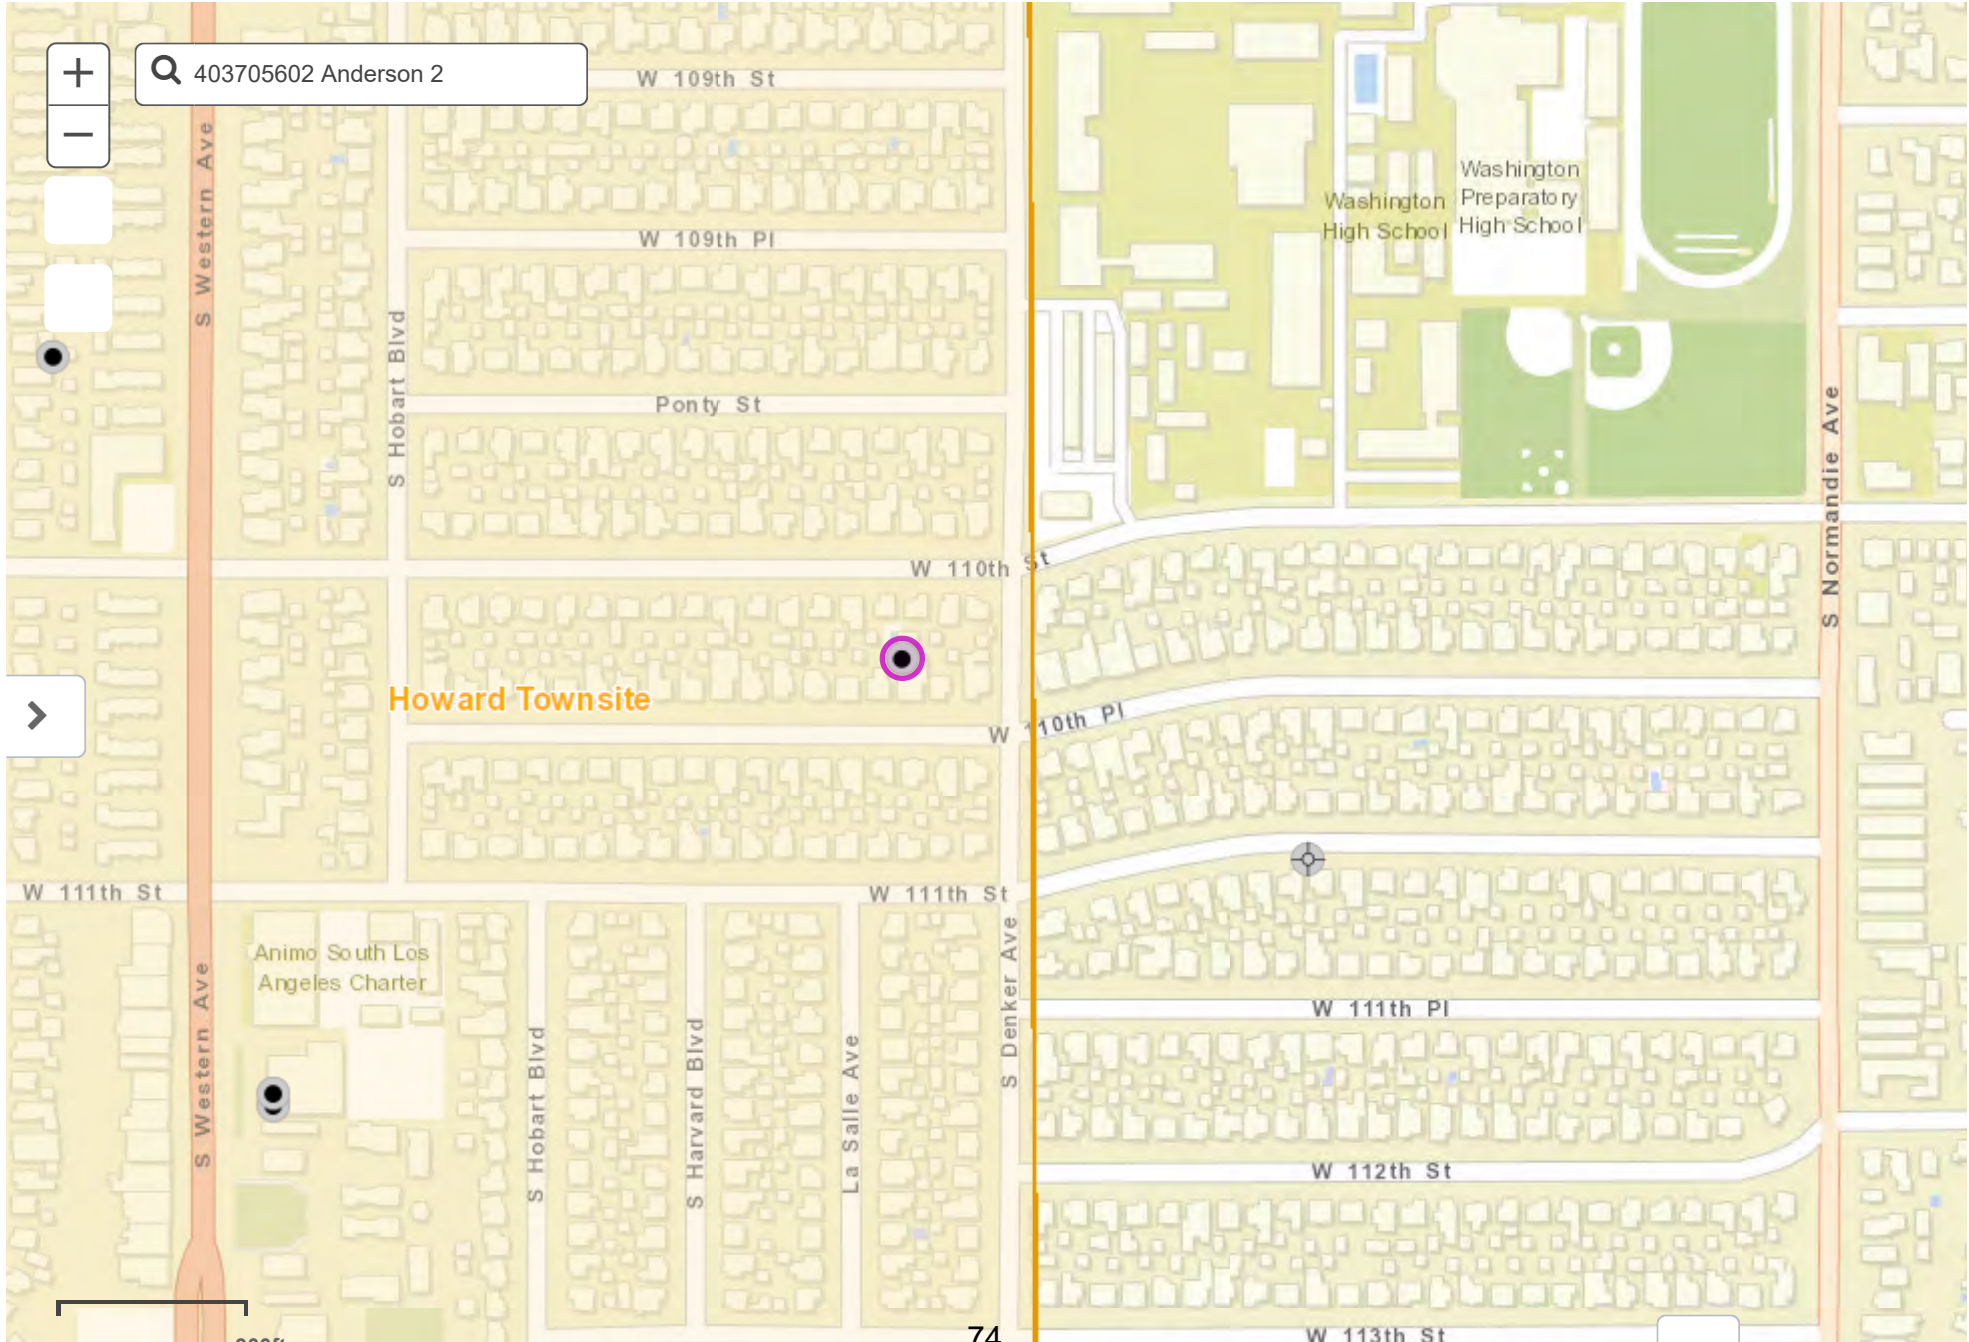 403705602 Anderson 2
W 109th St
S Western Ave
Washington
Preparatory
High School
Washington
High School
W 109th Pl
S Hobart Blvd
Ponty St
S Normandie Ave
W 110th St
Howard Townsite
W 110th Pl
W 111th St
W 111th St
Animo South Los
Angeles Charter
S Denker Ave
W 111th Pl
S Western Ave
S Hobart Blvd
S Harvard Blvd
La Salle Ave
W 112th St
74
W 113th St